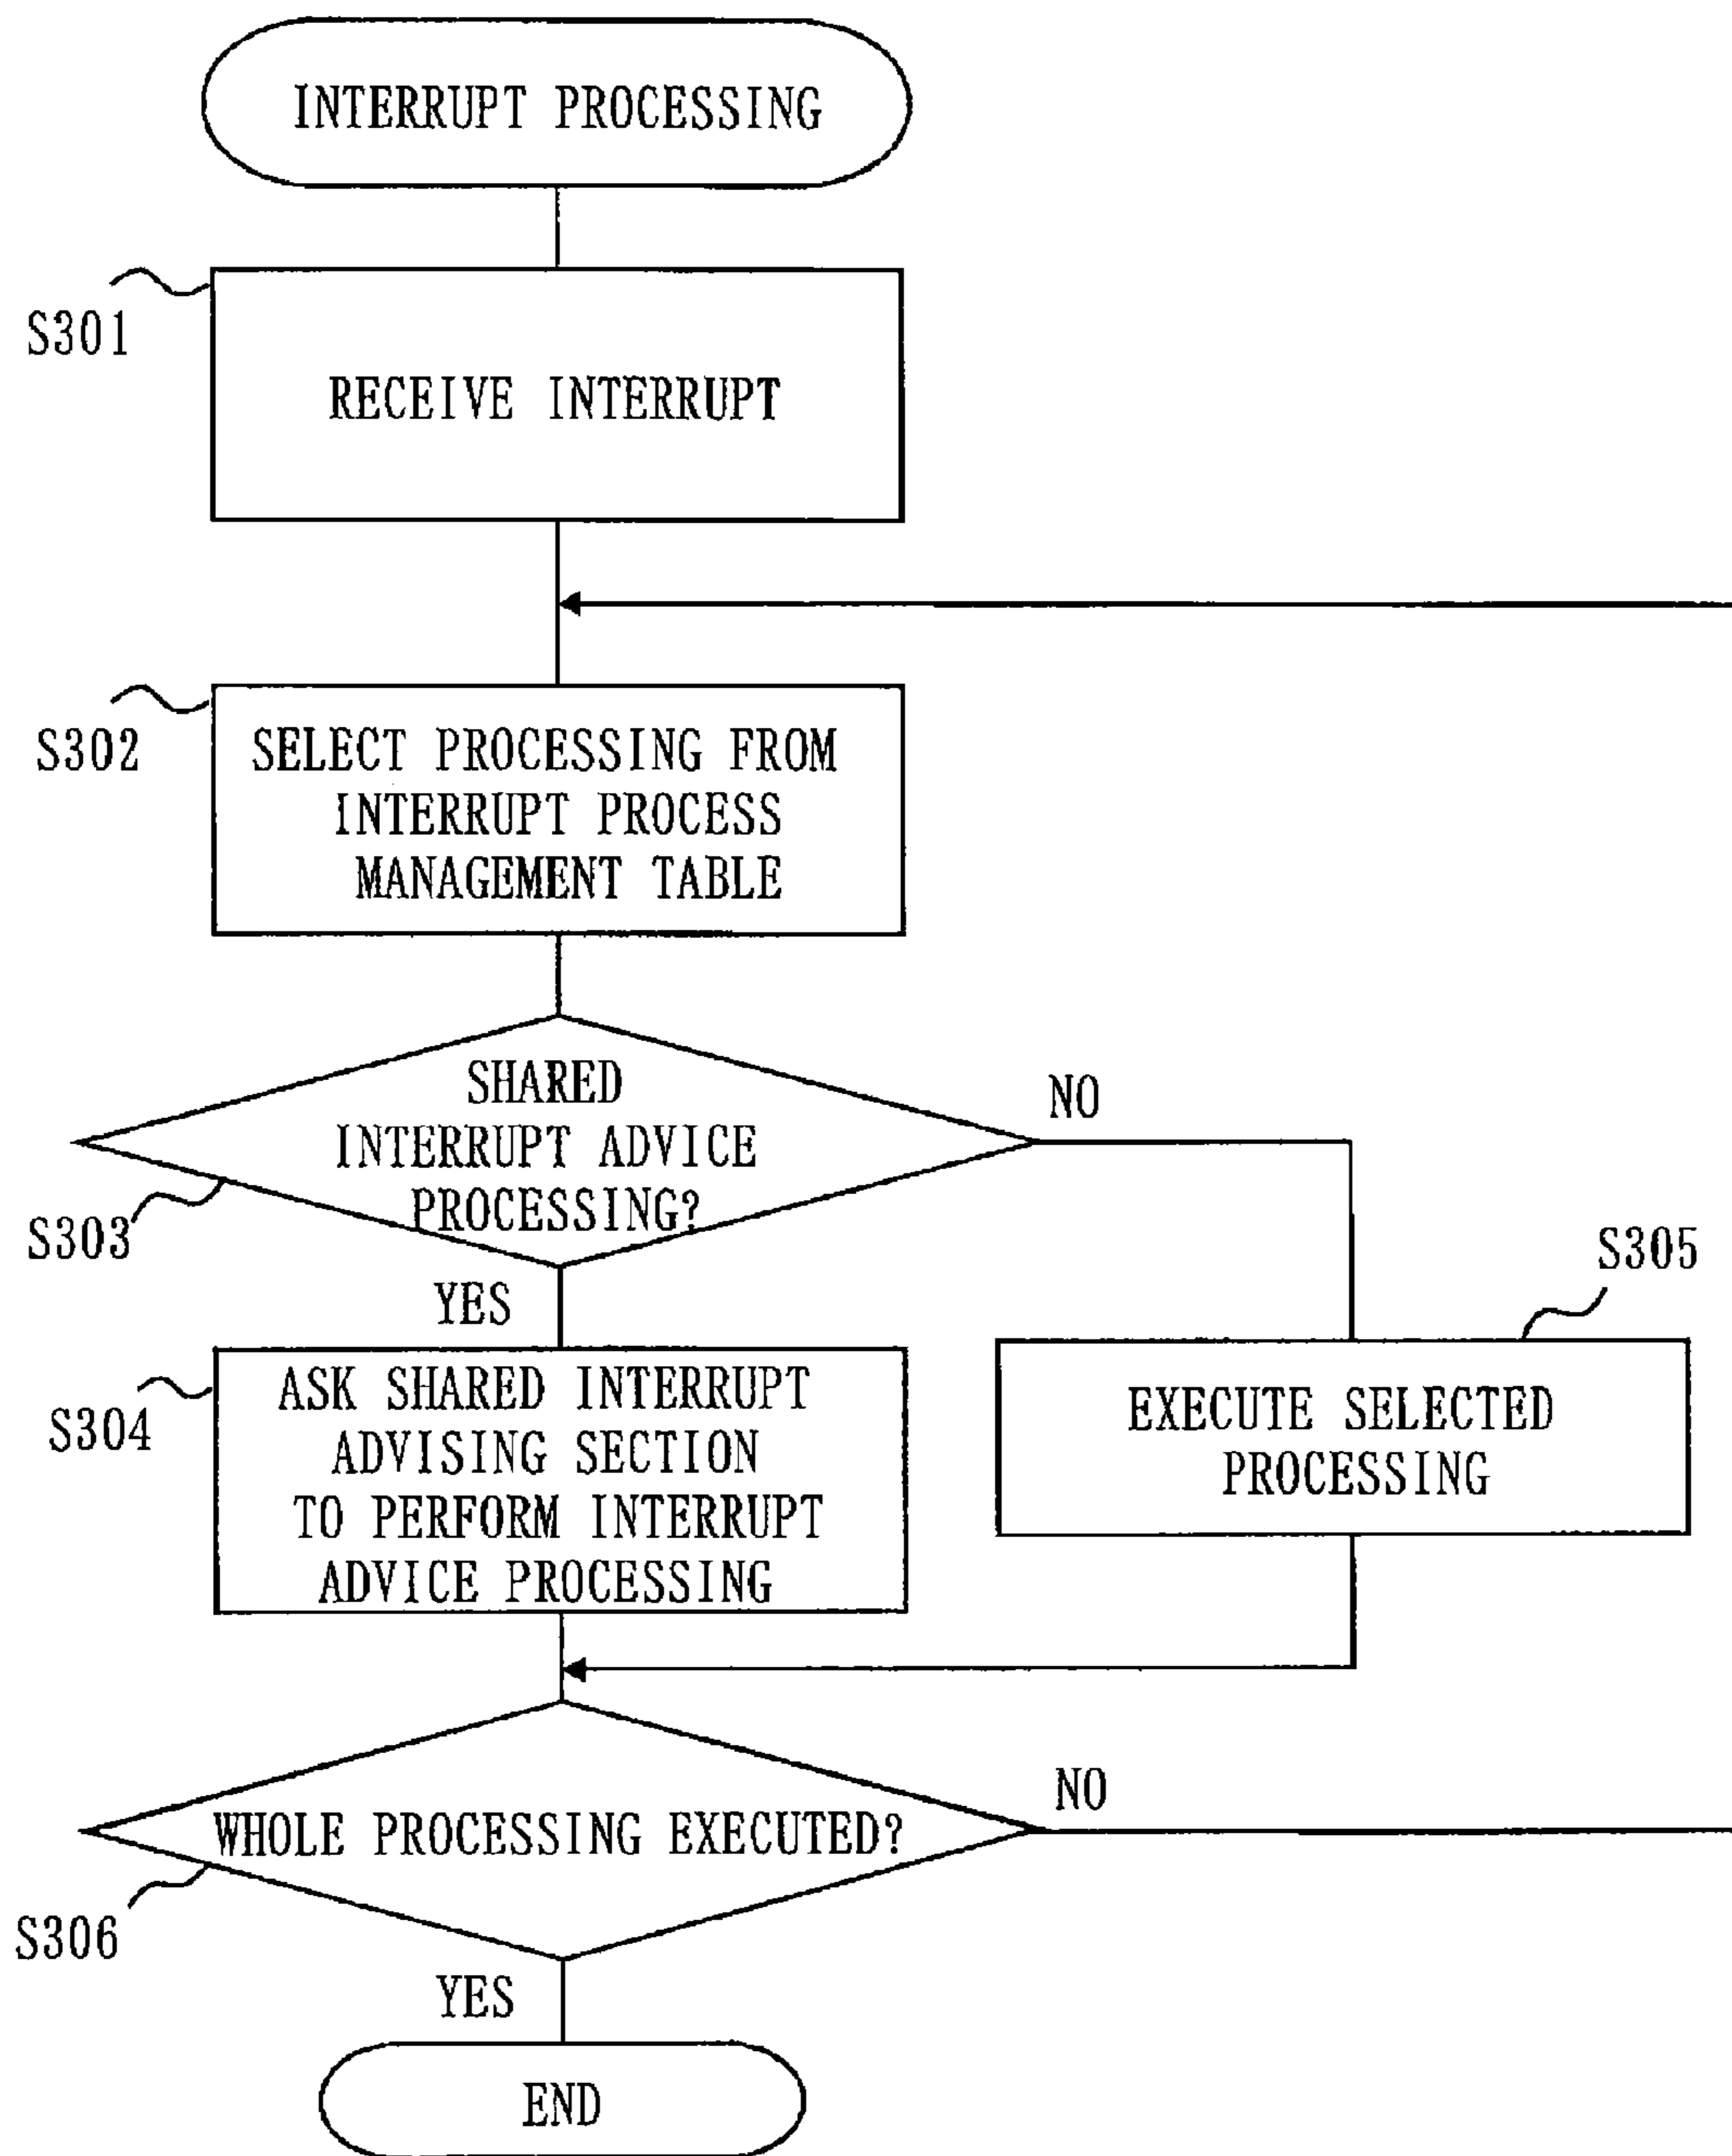 INTERRUPT PROCESSING
S301
RECEIVE INTERRUPT
S302
SELECT PROCESSING FROM
INTERRUPT PROCESS
MANAGEMENT TABLE
SHARED
INTERRUPT ADVICE
PROCESSING?
NO
S303
YES
S305
S304
ASK SHARED INTERRUPT
ADVISING SECTION
TO PERFORM INTERRUPT
ADVICE PROCESSING
EXECUTE SELECTED
PROCESSING
WHOLE PROCESSING EXECUTED?
NO
S306
YES
END